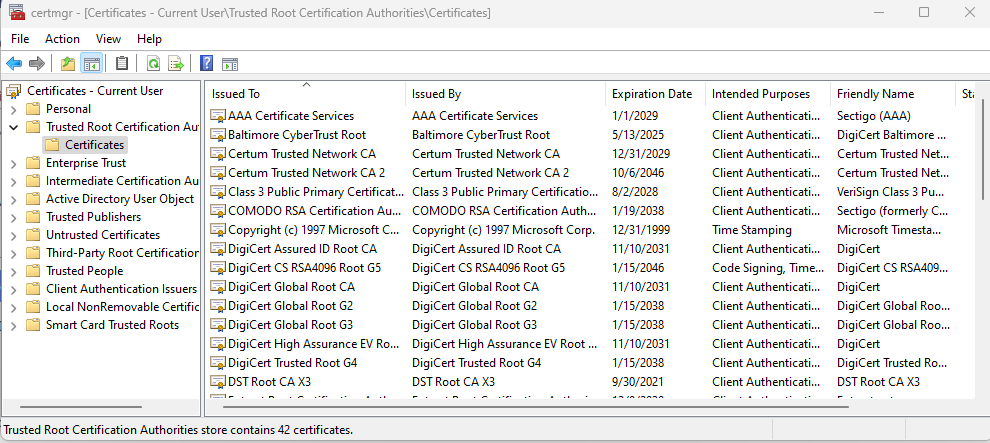 certmgr - [Certificates - Current User\Trusted Root Certification Authorities\Certificates]
File Action View Help
Certificates - Current User
Personal
Trusted Root Certification Au
Certificates
Enterprise Trust
Intermediate Certification Au
Active Directory User Object
Trusted Publishers
Untrusted Certificates
Third-Party Root Certification
Trusted People
Client Authentication Issuers
Local NonRemovable Certific
Smart Card Trusted Roots
Issued To Issued By Expiration Date Intended Purposes Friendly Name Sta
AAA Certificate Services AAA Certificate Services 1/1/2029 Client Authenticati... Sectigo (AAA)
Baltimore CyberTrust Root Baltimore CyberTrust Root 5/13/2025 Client Authenticati... DigiCert Baltimore ...
Certum Trusted Network CA Certum Trusted Network CA 12/31/2029 Client Authenticati... Certum Trusted Net...
Certum Trusted Network CA 2 Certum Trusted Network CA 2 10/6/2046 Client Authenticati... Certum Trusted Net...
Class 3 Public Primary Certificat... Class 3 Public Primary Certificatio... 8/2/2028 Client Authenticati... VeriSign Class 3 Pu...
COMODO RSA Certification Au... COMODO RSA Certification Auth... 1/19/2038 Client Authenticati... Sectigo (formerly C...
Copyright (c) 1997 Microsoft C... Copyright (c) 1997 Microsoft Corp. 12/31/1999 Time Stamping Microsoft Timesta...
DigiCert Assured ID Root CA DigiCert Assured ID Root CA 11/10/2031 Client Authenticati... DigiCert
DigiCert CS RSA4096 Root G5 DigiCert CS RSA4096 Root G5 1/15/2046 Code Signing, Time... DigiCert CS RSA409...
DigiCert Global Root CA DigiCert Global Root CA 11/10/2031 Client Authenticati... DigiCert
DigiCert Global Root G2 DigiCert Global Root G2 1/15/2038 Client Authenticati... DigiCert Global Roo...
DigiCert Global Root G3 DigiCert Global Root G3 1/15/2038 Client Authenticati... DigiCert Global Roo...
DigiCert High Assurance EV Ro... DigiCert High Assurance EV Root ... 11/10/2031 Client Authenticati... DigiCert
DigiCert Trusted Root G4 DigiCert Trusted Root G4 1/15/2038 Client Authenticati... DigiCert Trusted Ro...
DST Root CA X3 DST Root CA X3 9/30/2021 Client Authenticati... DST Root CA X3
Trusted Root Certification Authorities store contains 42 certificates.